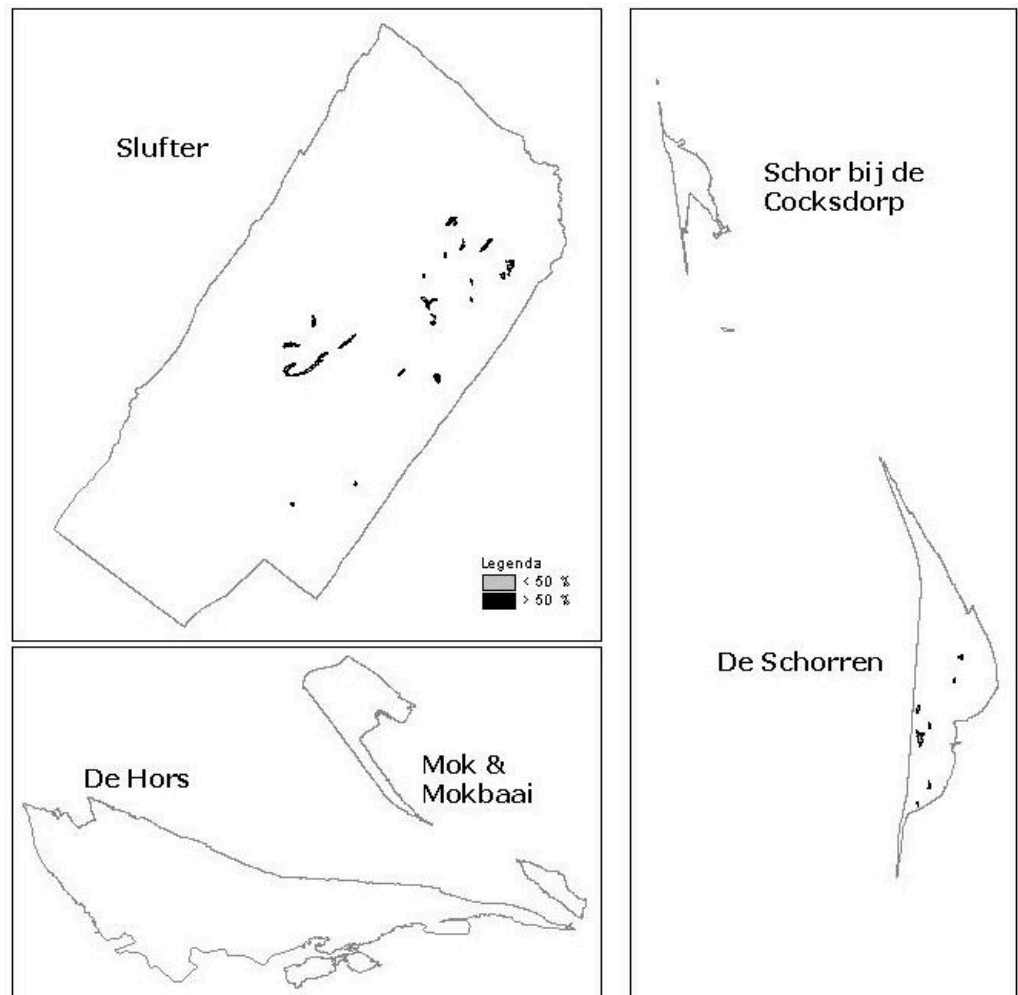 Slufter
Legenda
< 50 %
> 50 %
Schor bij de
Cocksdorp
De Schorren
De Hors
Mok &
Mokbaai